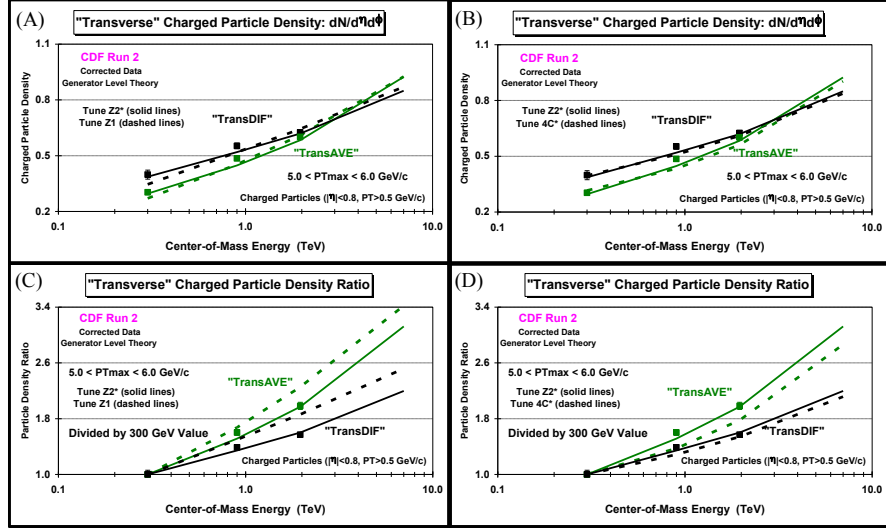 (A)
"Transverse" Charged Particle Density: dN/dηdφ
1.1
0.8
0.5
0.2
Charged Particle Density
CDF Run 2
Corrected Data
Generator Level Theory
Tune Z2* (solid lines)
Tune Z1 (dashed lines)
"TransDIF"
"TransAVE"
5.0 < PTmax < 6.0 GeV/c
Charged Particles (|η|<0.8, PT>0.5 GeV/c)
0.1
1.0
10.0
Center-of-Mass Energy (TeV)
(B)
"Transverse" Charged Particle Density: dN/dηdφ
1.1
0.8
0.5
0.2
Charged Particle Density
CDF Run 2
Corrected Data
Generator Level Theory
Tune Z2* (solid lines)
Tune 4C* (dashed lines)
"TransDIF"
"TransAVE"
5.0 < PTmax < 6.0 GeV/c
Charged Particles (|η|<0.8, PT>0.5 GeV/c)
0.1
1.0
10.0
Center-of-Mass Energy (TeV)
(C)
"Transverse" Charged Particle Density Ratio
3.4
2.6
1.8
1.0
Particle Density Ratio
CDF Run 2
Corrected Data
Generator Level Theory
5.0 < PTmax < 6.0 GeV/c
"TransAVE"
Tune Z2* (solid lines)
Tune Z1 (dashed lines)
Divided by 300 GeV Value
"TransDIF"
Charged Particles (|η|<0.8, PT>0.5 GeV/c)
0.1
1.0
10.0
Center-of-Mass Energy (TeV)
(D)
"Transverse" Charged Particle Density Ratio
3.4
2.6
1.8
1.0
Particle Density Ratio
CDF Run 2
Corrected Data
Generator Level Theory
5.0 < PTmax < 6.0 GeV/c
"TransAVE"
Tune Z2* (solid lines)
Tune 4C* (dashed lines)
Divided by 300 GeV Value
"TransDIF"
Charged Particles (|η|<0.8, PT>0.5 GeV/c)
0.1
1.0
10.0
Center-of-Mass Energy (TeV)